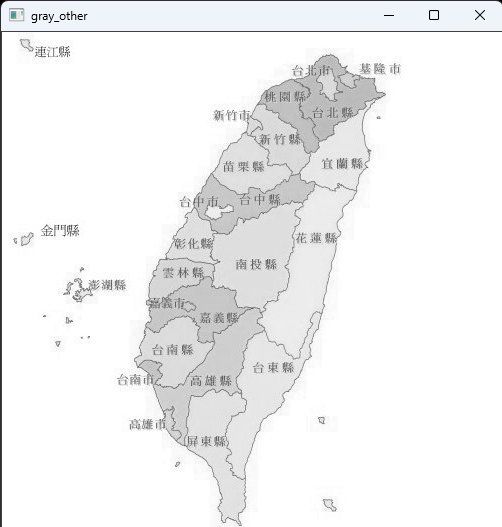 gray_other
連江縣
台北市
基隆市
桃園縣
台北縣
新竹市
新竹縣
苗栗縣
宜蘭縣
台中市
台中縣
金門縣
彰化縣
花蓮縣
南投縣
雲林縣
澎湖縣
嘉義市
嘉義縣
台南縣
台東縣
台南市
高雄縣
高雄市
屏東縣